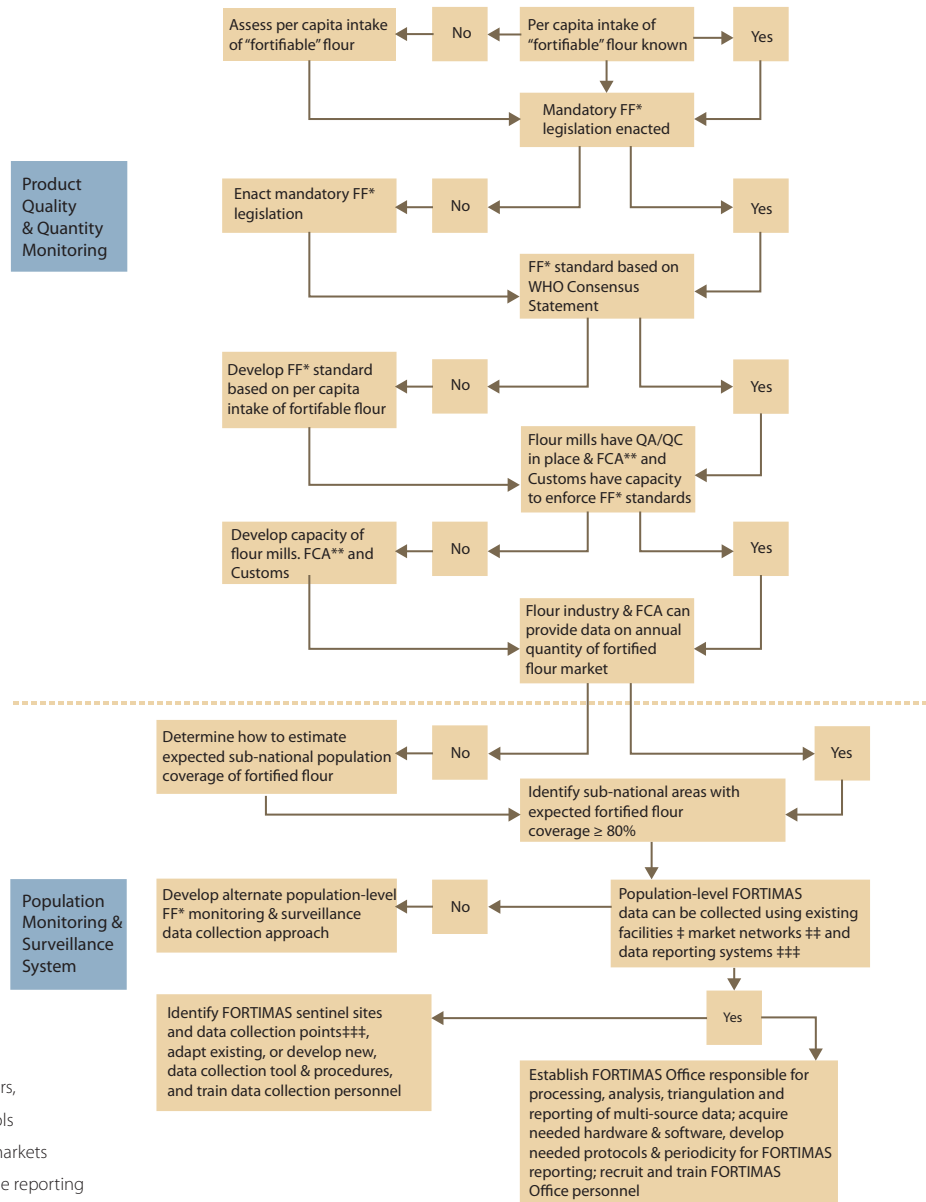 Assess per capita intake
of “fortifiable” flour
No
Per capita intake of
“fortifiable” flour known
Yes
Mandatory FF*
legislation enacted
Product
Quality
& Quantity
Monitoring
Enact mandatory FF*
legislation
No
Yes
FF* standard based on
WHO Consensus
Statement
Develop FF* standard
based on per capita
intake of fortifable flour
No
Yes
Flour mills have QA/QC
in place & FCA** and
Customs have capacity
to enforce FF* standards
Develop capacity of
flour mills. FCA** and
Customs
No
Yes
Flour industry & FCA can
provide data on annual
quantity of fortified
flour market
Determine how to estimate
expected sub-national population
coverage of fortified flour
No
Yes
Identify sub-national areas with
expected fortified flour
coverage ≥ 80%
Population
Monitoring &
Surveillance
System
Develop alternate population-level
FF* monitoring & surveillance
data collection approach
No
Population-level FORTIMAS
data can be collected using existing
facilities ‡ market networks ‡‡ and
data reporting systems ‡‡‡
Yes
Identify FORTIMAS sentinel sites
and data collection points‡‡‡,
adapt existing, or develop new,
data collection tool & procedures,
and train data collection personnel
Establish FORTIMAS Office responsible for
processing, analysis, triangulation and
reporting of multi-source data; acquire
needed hardware & software, develop
needed protocols & periodicity for FORTIMAS
reporting; recruit and train FORTIMAS
Office personnel
rs,
ols
narkets
e reporting